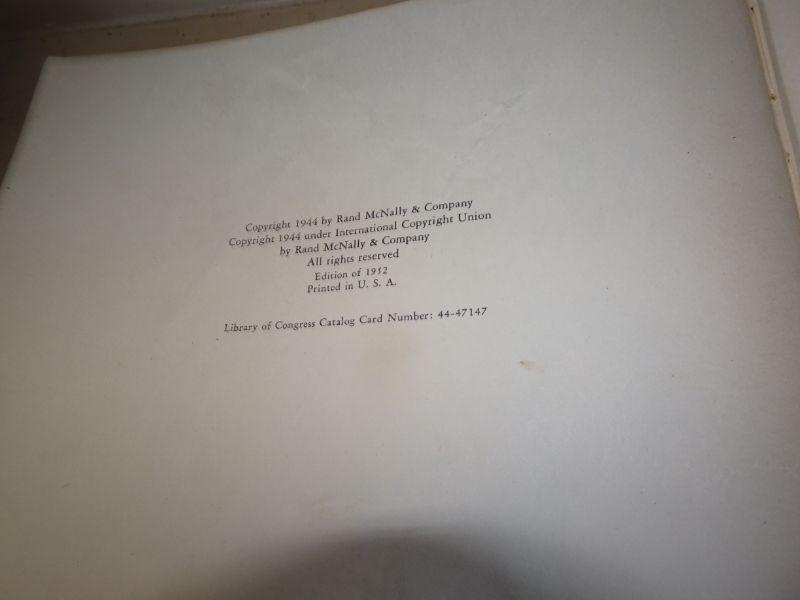 Copyright 1944 by Rand McNally & Company
Copyright 1944 under International Copyright Union
by Rand McNally & Company
All rights reserved
Edition of 1952
Printed in U. S. A.
Library of Congress Catalog Card Number: 44-47147